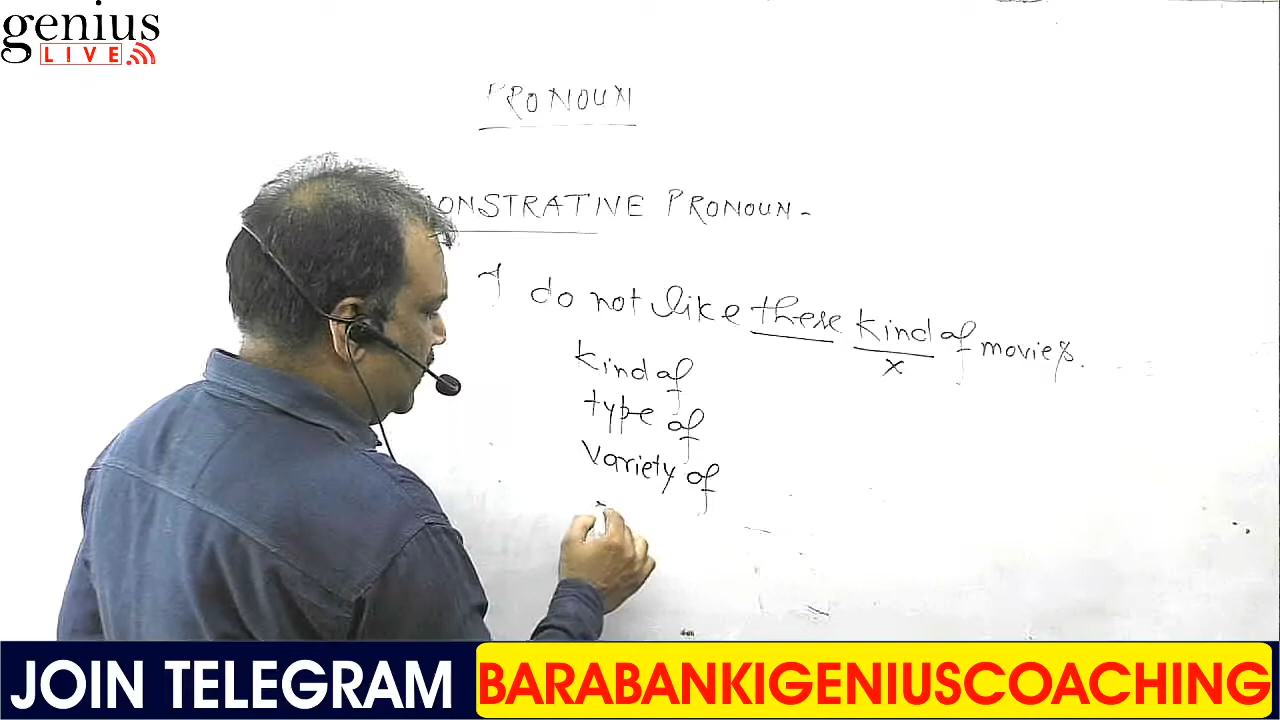 genius
LIVE
PRONOUN
ONSTRATIVE PRONOUN-
I do not like these kind of movies.
x
kind of
type of
variety of
JOIN TELEGRAM BARABANKIGENIUSCOACHING